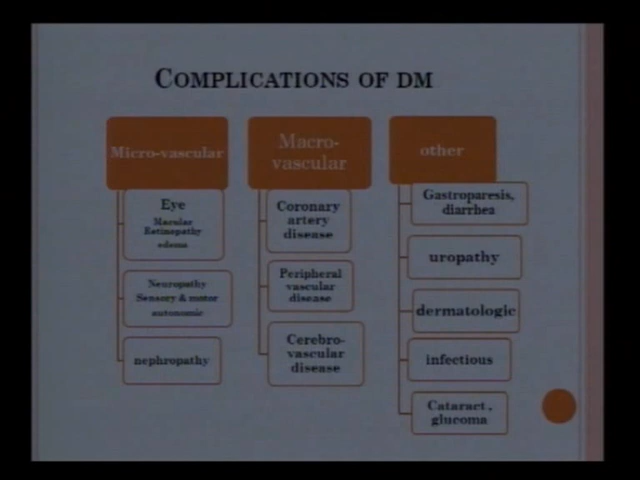 COMPLICATIONS OF DM
Micro-vascular
Eye
Macular
Retinepathy
edema
Neuropathy
Sensory & motor
autonomic
nephropathy
Macro-
vascular
Coronary
artery
disease
Peripheral
vascular
disease
Cerebro-
vascular
disease
other
Gastroparesis,
diarrhea
uropathy
dermatologic
infectious
Cataract ,
glucoma